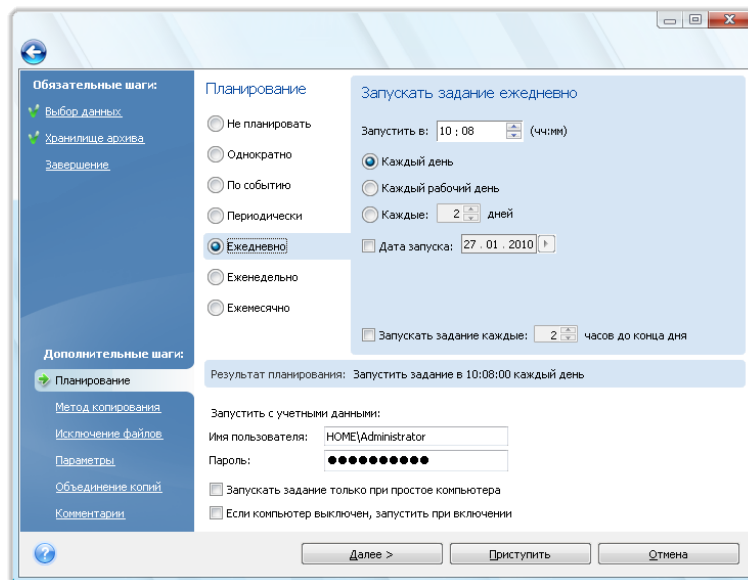 Обязательные шаги:
Выбор данных
Хранилище архива
Завершение
Дополнительные шаги:
Планирование
Метод копирования
Исключение файлов
Параметры
Объединение копий
Комментарии
Планирование
Не планировать
Однократно
По событию
Периодически
Ежедневно
Еженедельно
Ежемесячно
Запускать задание ежедневно
Запустить в: 10 : 08 (чч:мм)
Каждый день
Каждый рабочий день
Каждые: 2 дней
Дата запуска: 27 . 01 . 2010
Запускать задание каждые: 2 часов до конца дня
Результат планирования: Запустить задание в 10:08:00 каждый день
Запустить с учетными данными:
Имя пользователя: HOME\Administrator
Пароль: ●●●●●●●●●●
Запускать задание только при простое компьютера
Если компьютер выключен, запустить при включении
Далее > Приступить Отмена